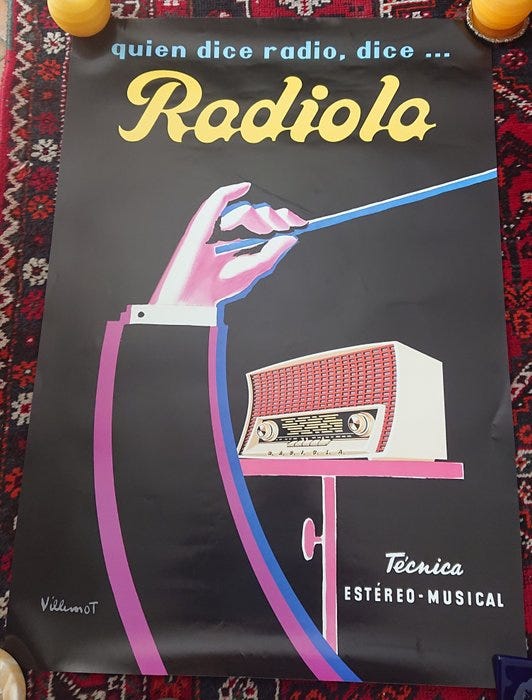 quien dice radio, dice ...
Radiola
RADIOLA
Técnica
ESTÉREO-MUSICAL
Villemot